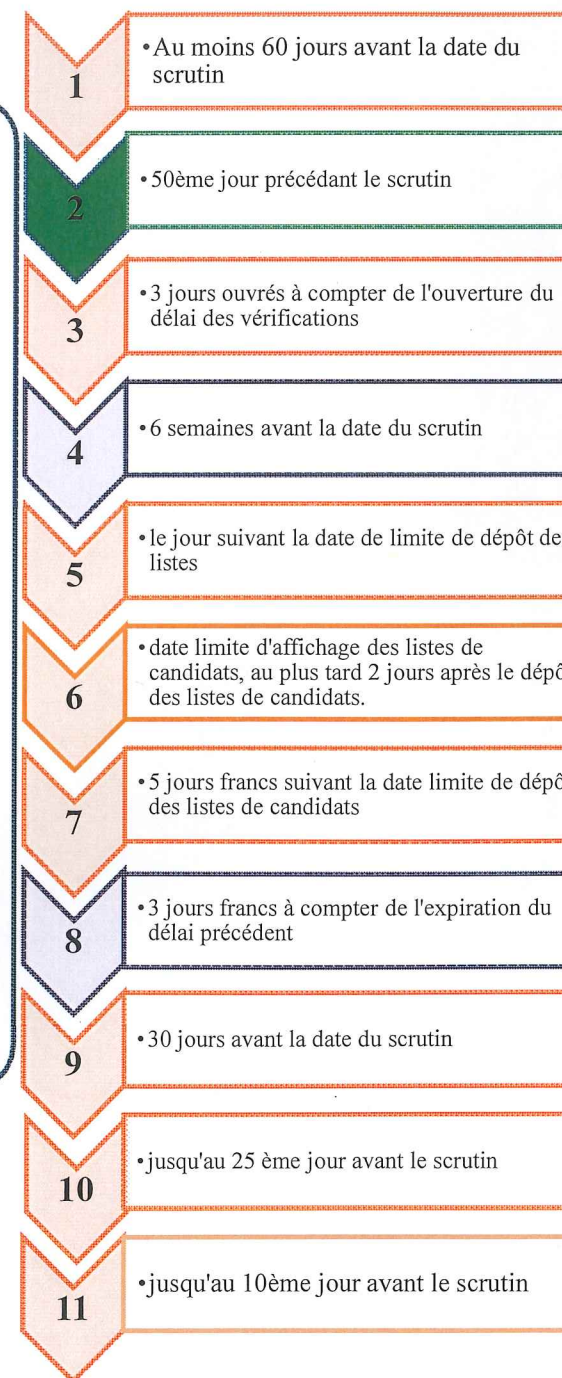 1
•Au moins 60 jours avant la date du
scrutin
2
•50ème jour précédant le scrutin
3
•3 jours ouvrés à compter de l'ouverture du
délai des vérifications
4
•6 semaines avant la date du scrutin
5
•le jour suivant la date de limite de dépôt de
listes
6
•date limite d'affichage des listes de
candidats, au plus tard 2 jours après le dépô
des listes de candidats.
7
•5 jours francs suivant la date limite de dépô
des listes de candidats
8
•3 jours francs à compter de l'expiration du
délai précédent
9
•30 jours avant la date du scrutin
10
•jusqu'au 25 ème jour avant le scrutin
11
•jusqu'au 10ème jour avant le scrutin